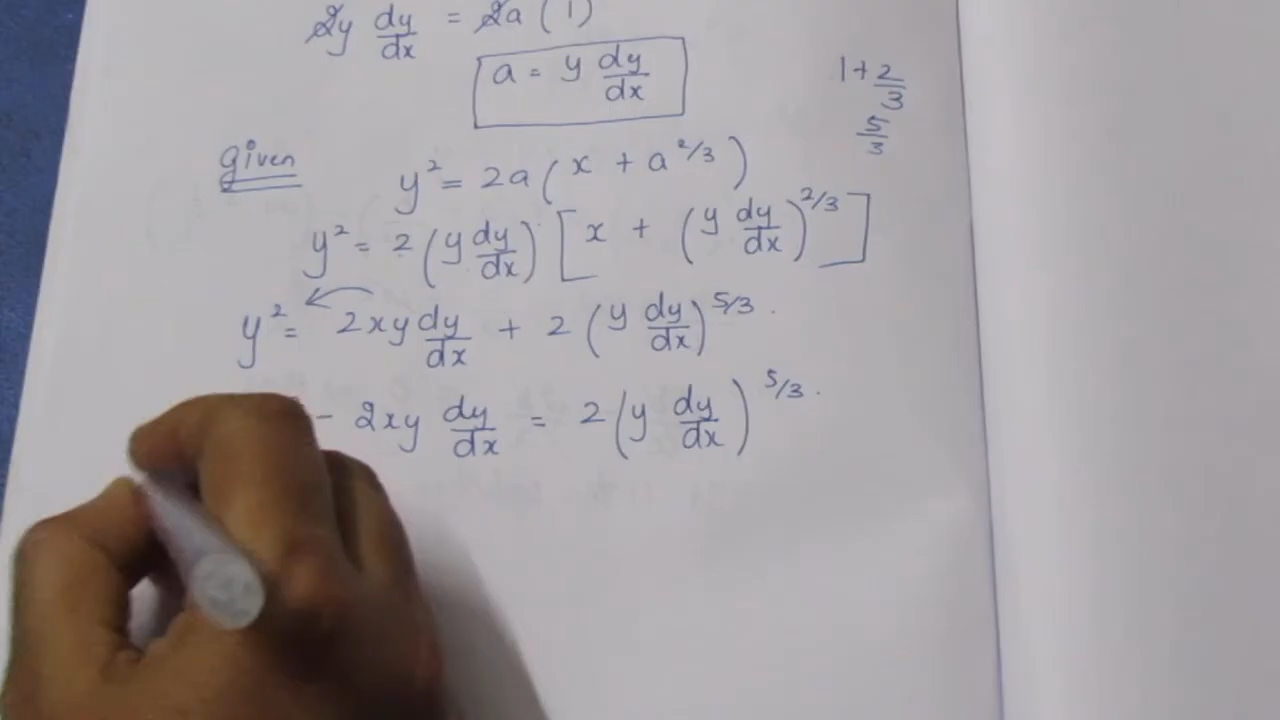 2y dy/dx = 2a (1)
a = y dy/dx
1 + 2/3
5/3
Given
y² = 2a (x + a^2/3)
y² = 2 (y dy/dx) [x + (y dy/dx)^2/3]
y² = 2xy dy/dx + 2 (y dy/dx)^5/3.
- 2xy dy/dx = 2 (y dy/dx)^5/3.